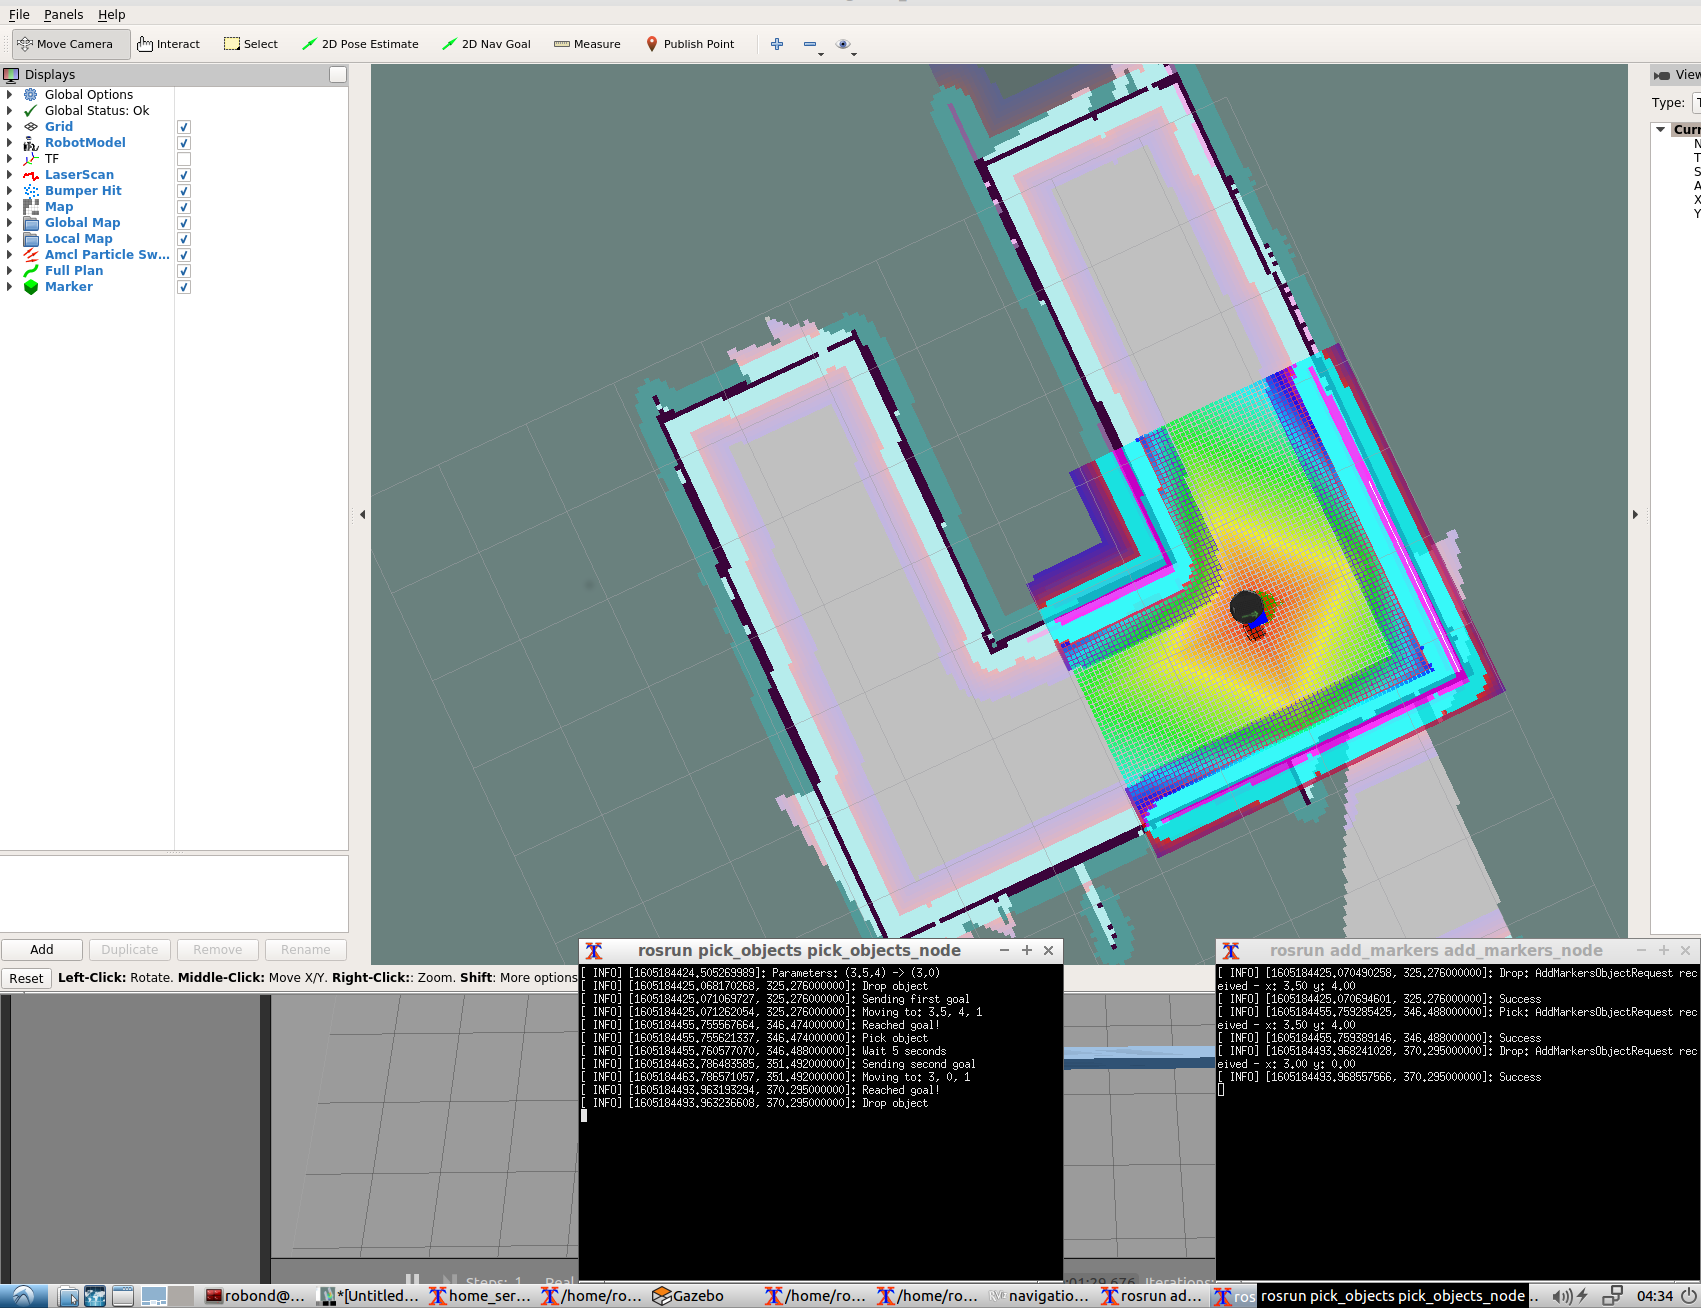 File Panels Help
Move Camera Interact Select 2D Pose Estimate 2D Nav Goal Measure Publish Point
Displays
Global Options
Global Status: Ok
Grid
RobotModel
TF
LaserScan
Bumper Hit
Map
Global Map
Local Map
Amcl Particle Sw...
Full Plan
Marker
View
Type: T
Curr
N
T
S
A
X
Y
Add Duplicate Remove Rename
Reset Left-Click: Rotate. Middle-Click: Move X/Y. Right-Click:: Zoom. Shift: More options
rosrun pick_objects pick_objects_node
[ INFO] [1605184424.505269989]: Parameters: (3.5,4) -> (3,0)
[ INFO] [1605184425.068170268, 325.276000000]: Drop object
[ INFO] [1605184425.071069727, 325.276000000]: Sending first goal
[ INFO] [1605184425.071262054, 325.276000000]: Moving to: 3.5, 4, 1
[ INFO] [1605184455.755567664, 346.474000000]: Reached goal!
[ INFO] [1605184455.755621337, 346.474000000]: Pick object
[ INFO] [1605184455.760577070, 346.488000000]: Wait 5 seconds
[ INFO] [1605184463.786483585, 351.492000000]: Sending second goal
[ INFO] [1605184463.786571057, 351.492000000]: Moving to: 3, 0, 1
[ INFO] [1605184493.963193294, 370.295000000]: Reached goal!
[ INFO] [1605184493.963236608, 370.295000000]: Drop object
rosrun add_markers add_markers_node
[ INFO] [1605184425.070490258, 325.276000000]: Drop: AddMarkersObjectRequest rec
eived - x: 3.50 y: 4.00
[ INFO] [1605184425.070694601, 325.276000000]: Success
[ INFO] [1605184455.759285425, 346.488000000]: Pick: AddMarkersObjectRequest rec
eived - x: 3.50 y: 4.00
[ INFO] [1605184455.759389146, 346.488000000]: Success
[ INFO] [1605184493.968241028, 370.295000000]: Drop: AddMarkersObjectRequest rec
eived - x: 3.00 y: 0.00
[ INFO] [1605184493.968557566, 370.295000000]: Success
Steps: 1 Real
:01:29.676 Iterations:
robond@... *[Untitled... home_ser... /home/ro... Gazebo /home/ro... /home/ro... navigatio... rosrun ad... ros rosrun pick_objects pick_objects_node ... 04:34